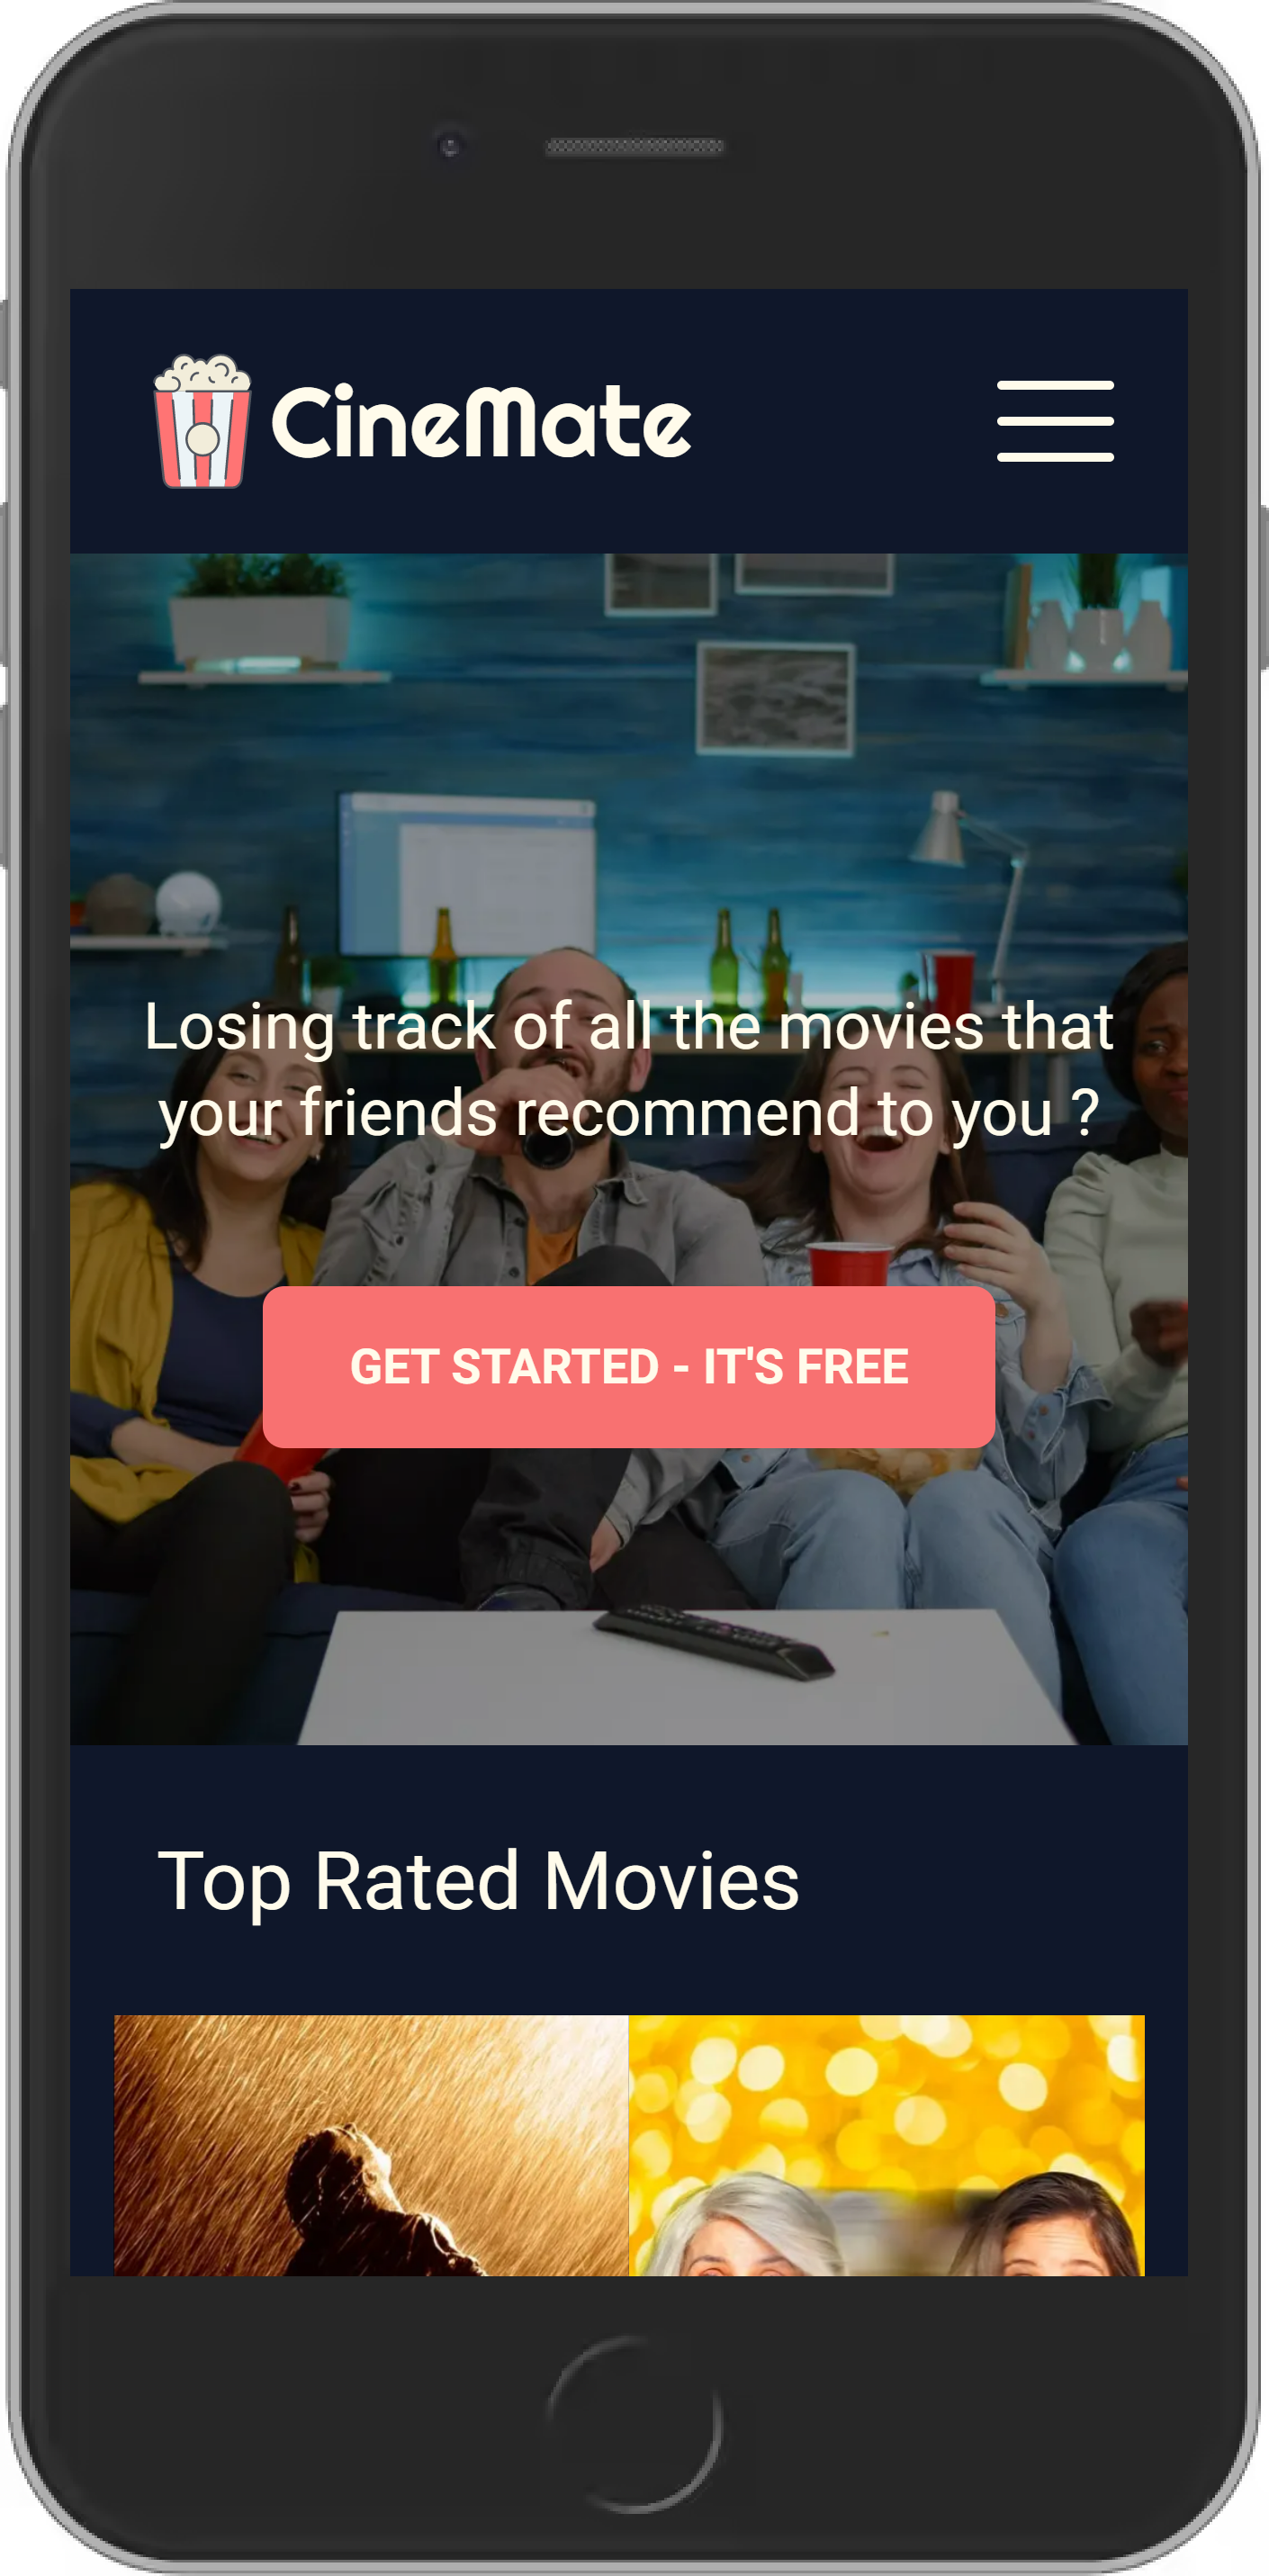 CineMate
Losing track of all the movies that
your friends recommend to you ?
GET STARTED - IT'S FREE
Top Rated Movies